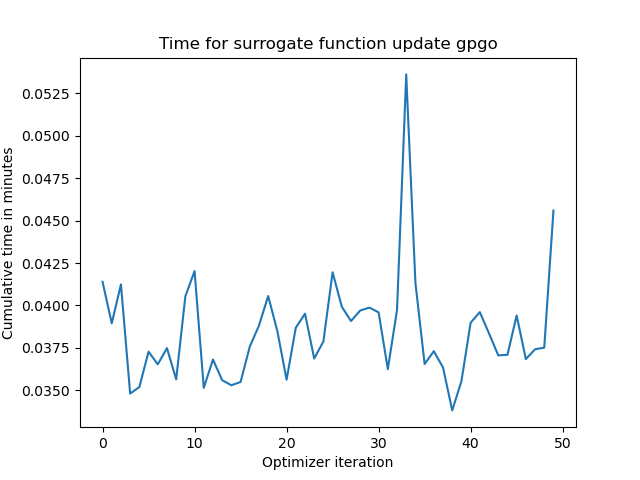 Time for surrogate function update gpgo
Cumulative time in minutes
0.0525
0.0500
0.0475
0.0450
0.0425
0.0400
0.0375
0.0350
0 10 20 30 40 50
Optimizer iteration